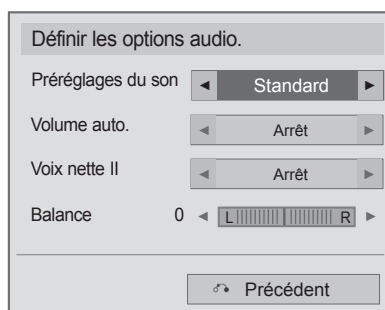 Définir les options audio.
Préréglages du son ◄ Standard ►
Volume auto. ◄ Arrêt ►
Voix nette II ◄ Arrêt ►
Balance 0 ◄ L R ►
Précédent